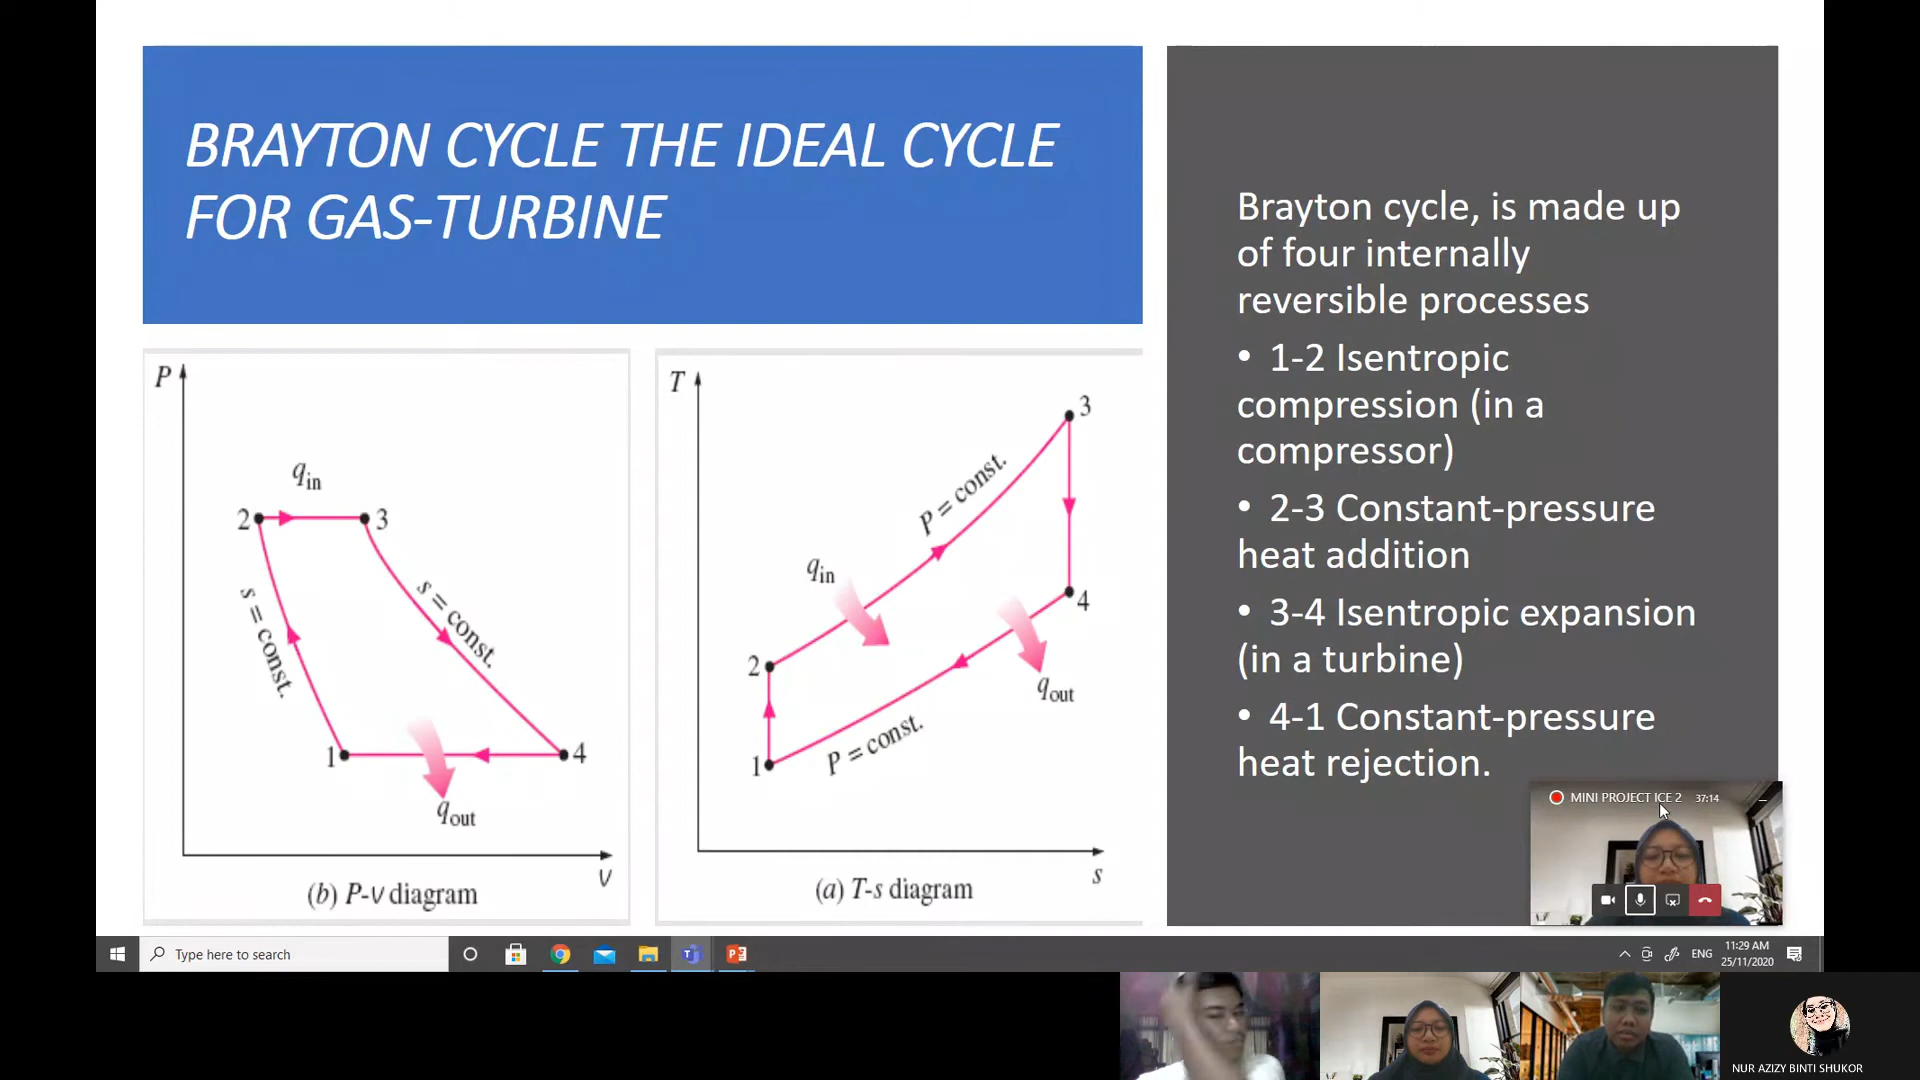 BRAYTON CYCLE THE IDEAL CYCLE
FOR GAS-TURBINE
P
q in
2
3
s = const.
s = const.
1
4
q out
v
(b) P-v diagram
T
3
P = const.
q in
4
2
q out
1
P = const.
s
(a) T-s diagram
Brayton cycle, is made up
of four internally
reversible processes
• 1-2 Isentropic
compression (in a
compressor)
• 2-3 Constant-pressure
heat addition
• 3-4 Isentropic expansion
(in a turbine)
• 4-1 Constant-pressure
heat rejection.
MINI PROJECT ICE 2 37:14
Type here to search
ENG
11:29 AM
25/11/2020
NUR AZIZY BINTI SHUKOR